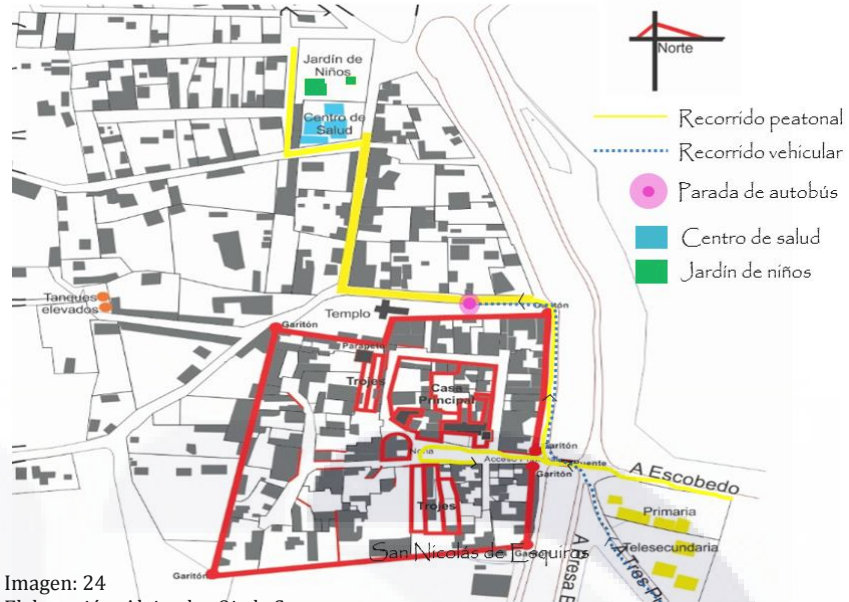 Jardín de
Niños
Centro de
Salud
Norte
Recorrido peatonal
Recorrido vehicular
Parada de autobús
Centro de salud
Jardín de niños
Tanques
elevados
Templo
Garitón
Garitón
Parapeto
Trojes
Casa
Principal
Noria
Acceso
Garitón
Garitón
A Escobedo
Trojes
Primaria
Telesecundaria
San Nicolás de Esquiros
Garitón
A Presa
A Tres
Imagen: 24